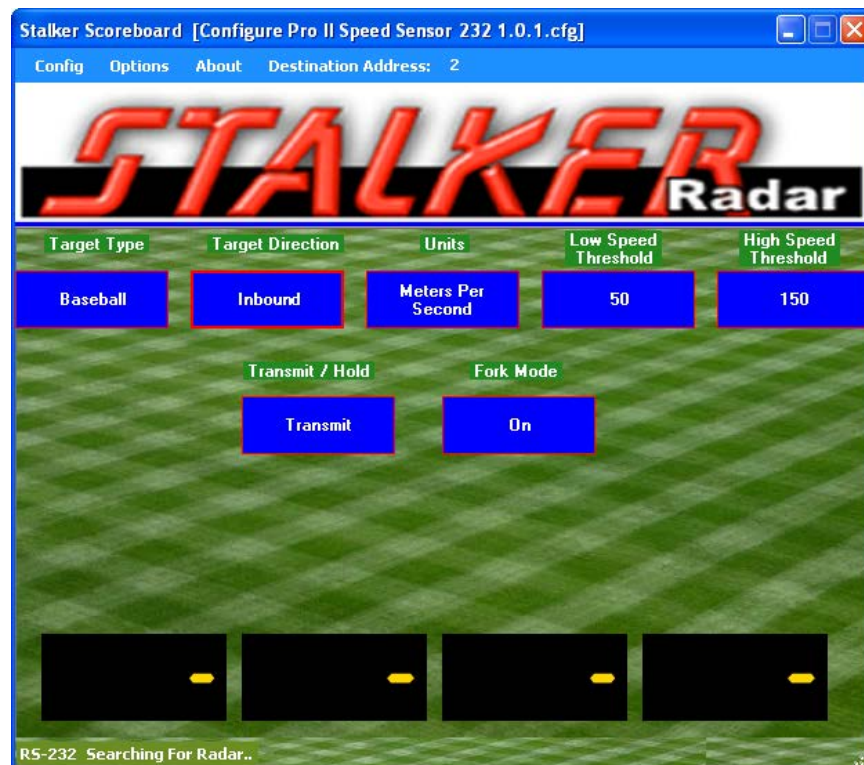 Stalker Scoreboard [Configure Pro II Speed Sensor 232 1.0.1.cfg]
Config Options About Destination Address: 2
STALKER
Radar
Target Type
Target Direction
Units
Low Speed
Threshold
High Speed
Threshold
Baseball
Inbound
Meters Per
Second
50
150
Transmit / Hold
Fork Mode
Transmit
On
RS-232 Searching For Radar..